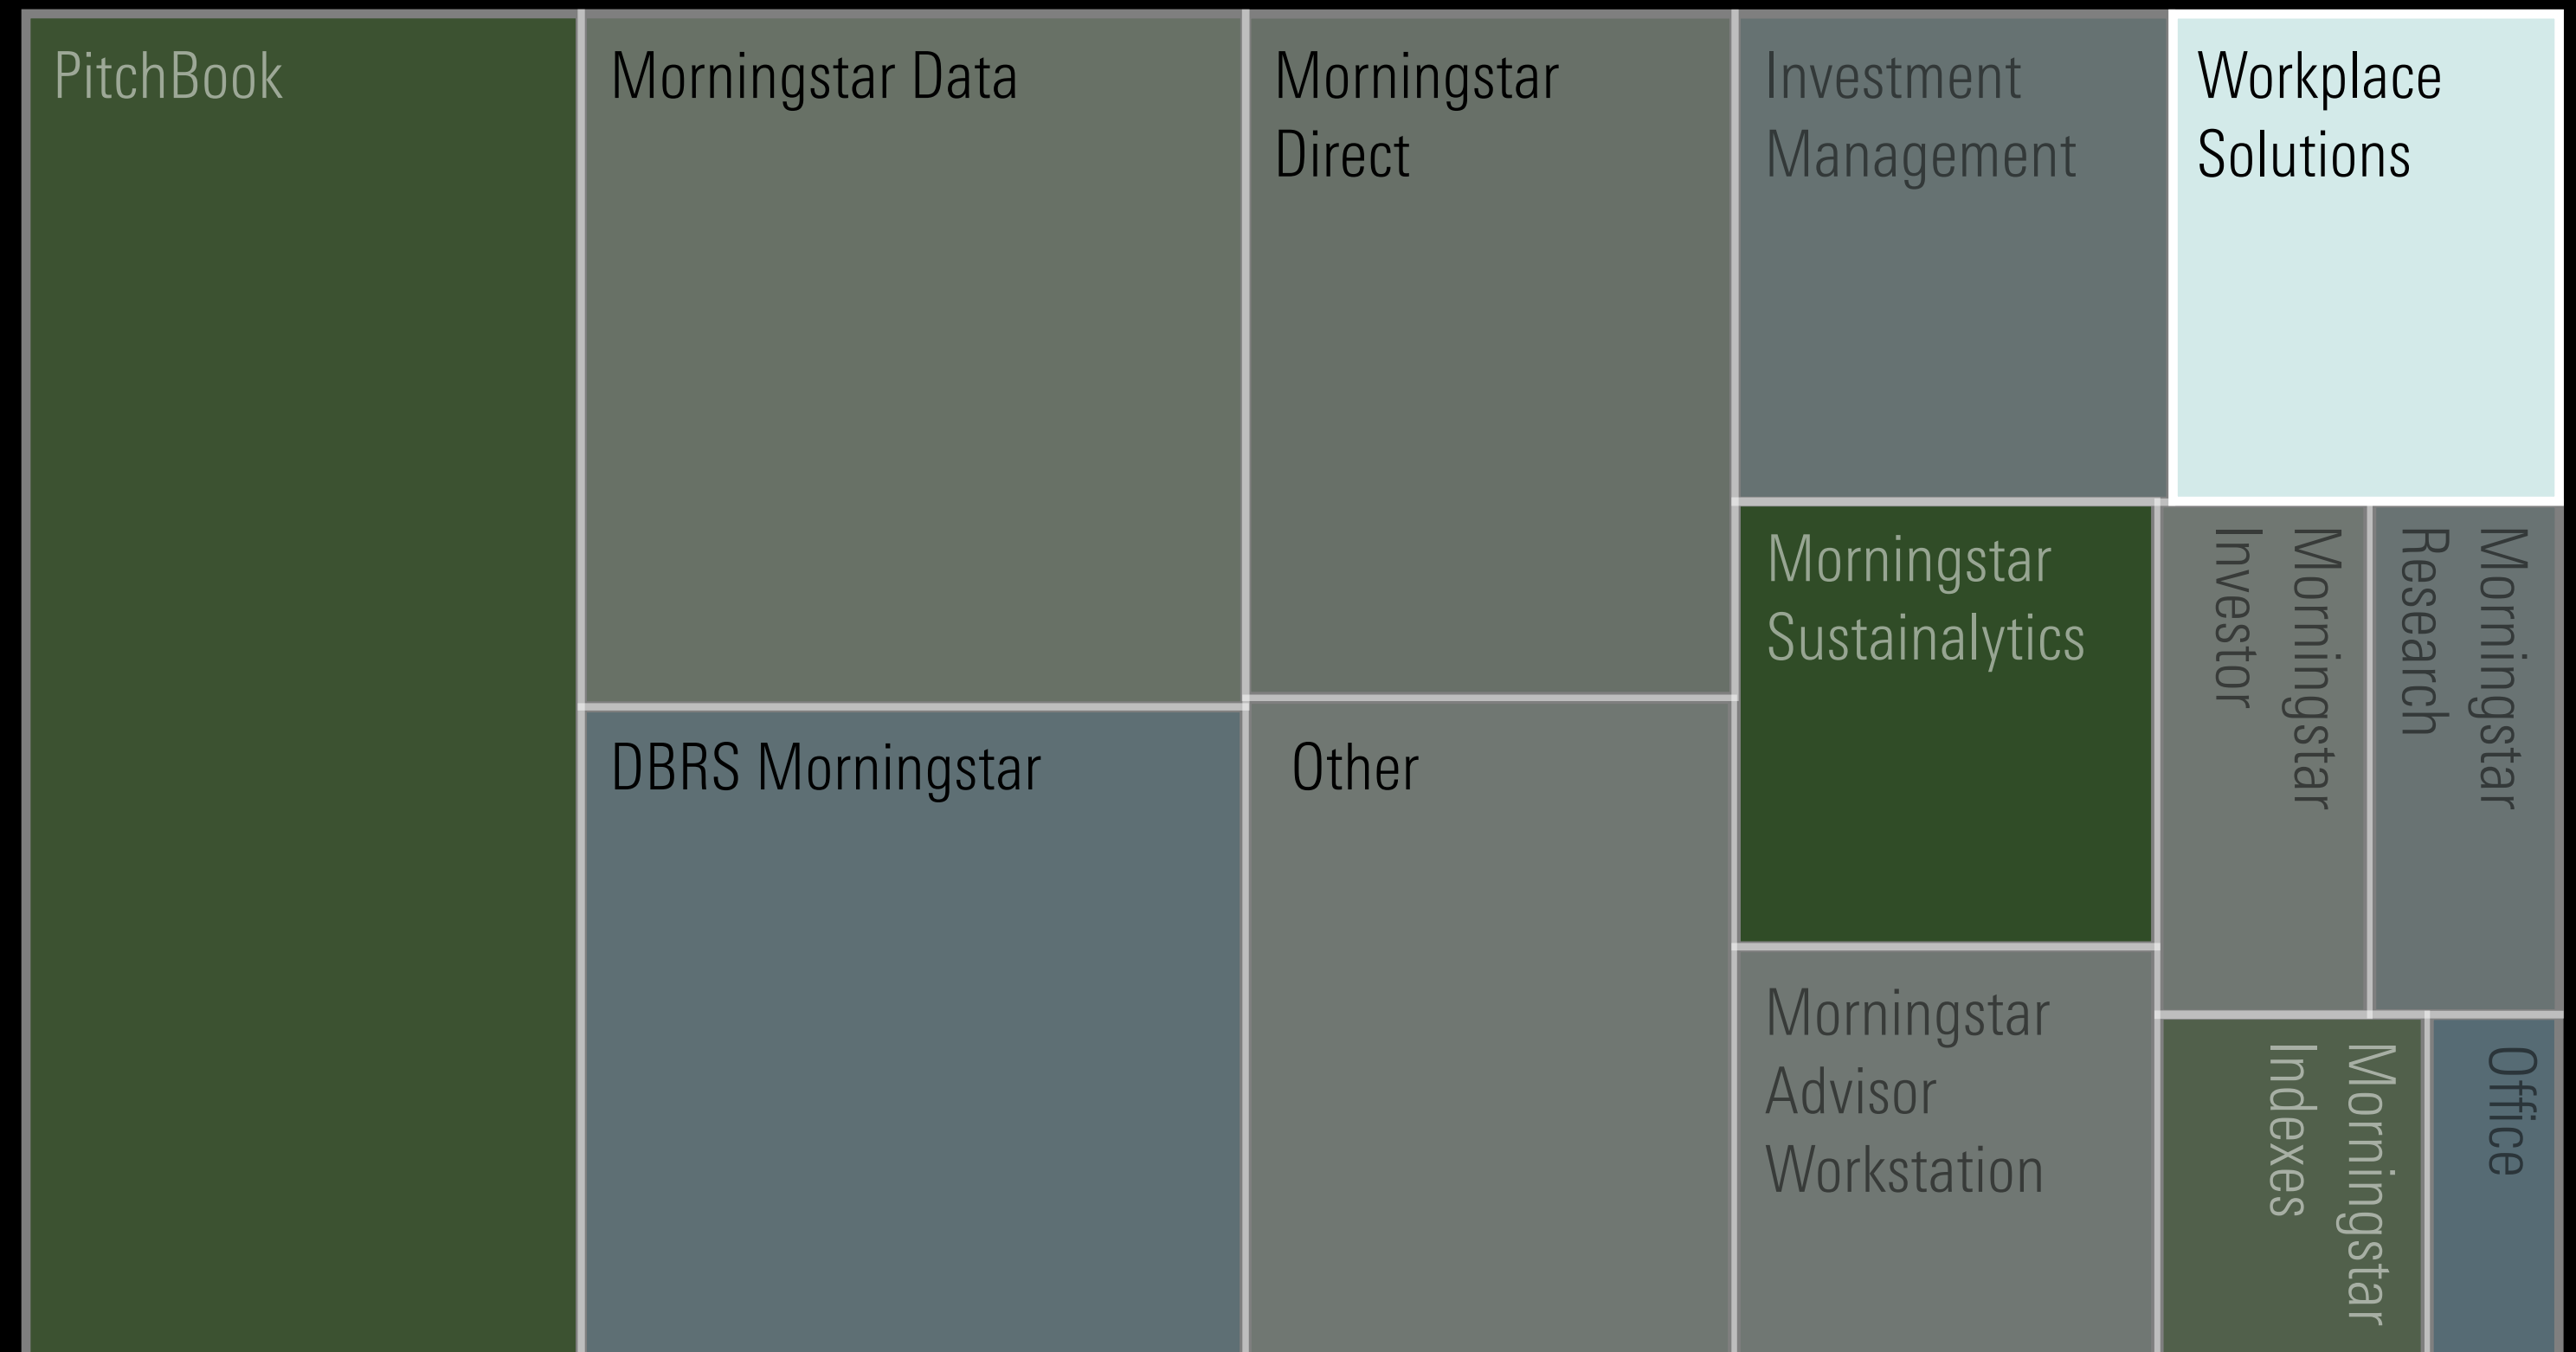 PitchBook
Morningstar Data
Morningstar
Direct
Investment
Management
Workplace
Solutions
Morningstar
Sustainalytics
Morningstar
Investor
Morningstar
Research
DBRS Morningstar
Other
Morningstar
Advisor
Workstation
Morningstar
Indexes
Office